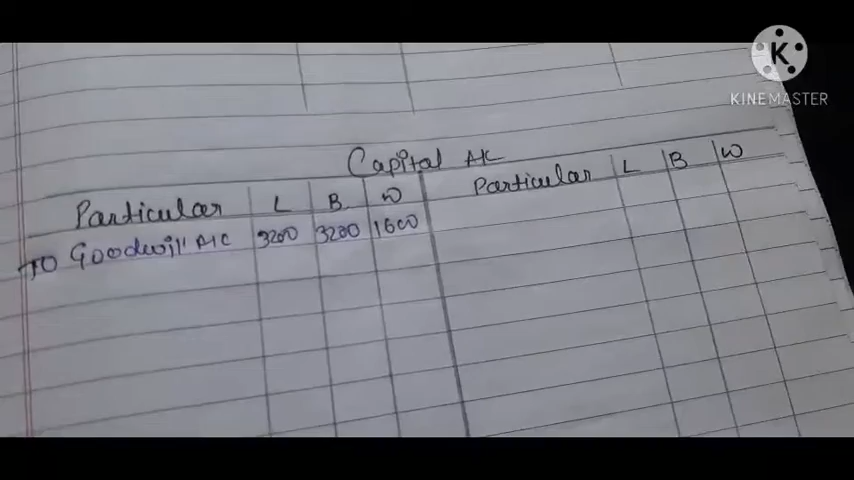 K
KINEMASTER
Capital A/C
Particular L B W Particular L B W
To Goodwill A/C 3200 3200 1600